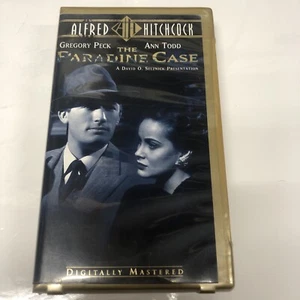 ALFRED HITCHCOCK
GREGORY PECK ANN TODD
THE
PARADINE CASE
A DAVID O. SELZNICK PRESENTATION
DIGITALLY MASTERED